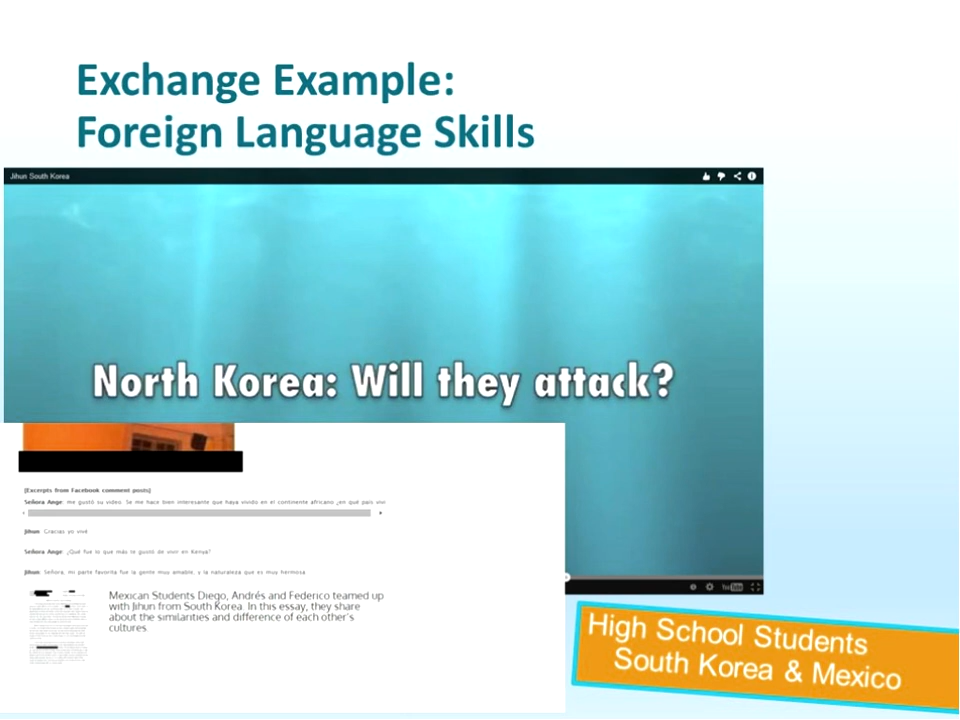 Exchange Example:
Foreign Language Skills
Jihun South Korea
North Korea: Will they attack?
[Excerpts from Facebook comment posts]
Señora Ange: me gustó su video. Se me hace bien interesante que haya vivido en el continente africano ¿en qué país vivi
Jihun: Gracias yo viví
Señora Ange: ¿Qué fue lo que más te gustó de vivir en Kenya?
Jihun: Señora, mi parte favorita fue la gente muy amable, y la naturaleza que es muy hermosa
Mexican Students Diego, Andrés and Federico teamed up
with Jihun from South Korea. In this essay, they share
about the similarities and difference of each other's
cultures
YouTube
High School Students
South Korea & Mexico